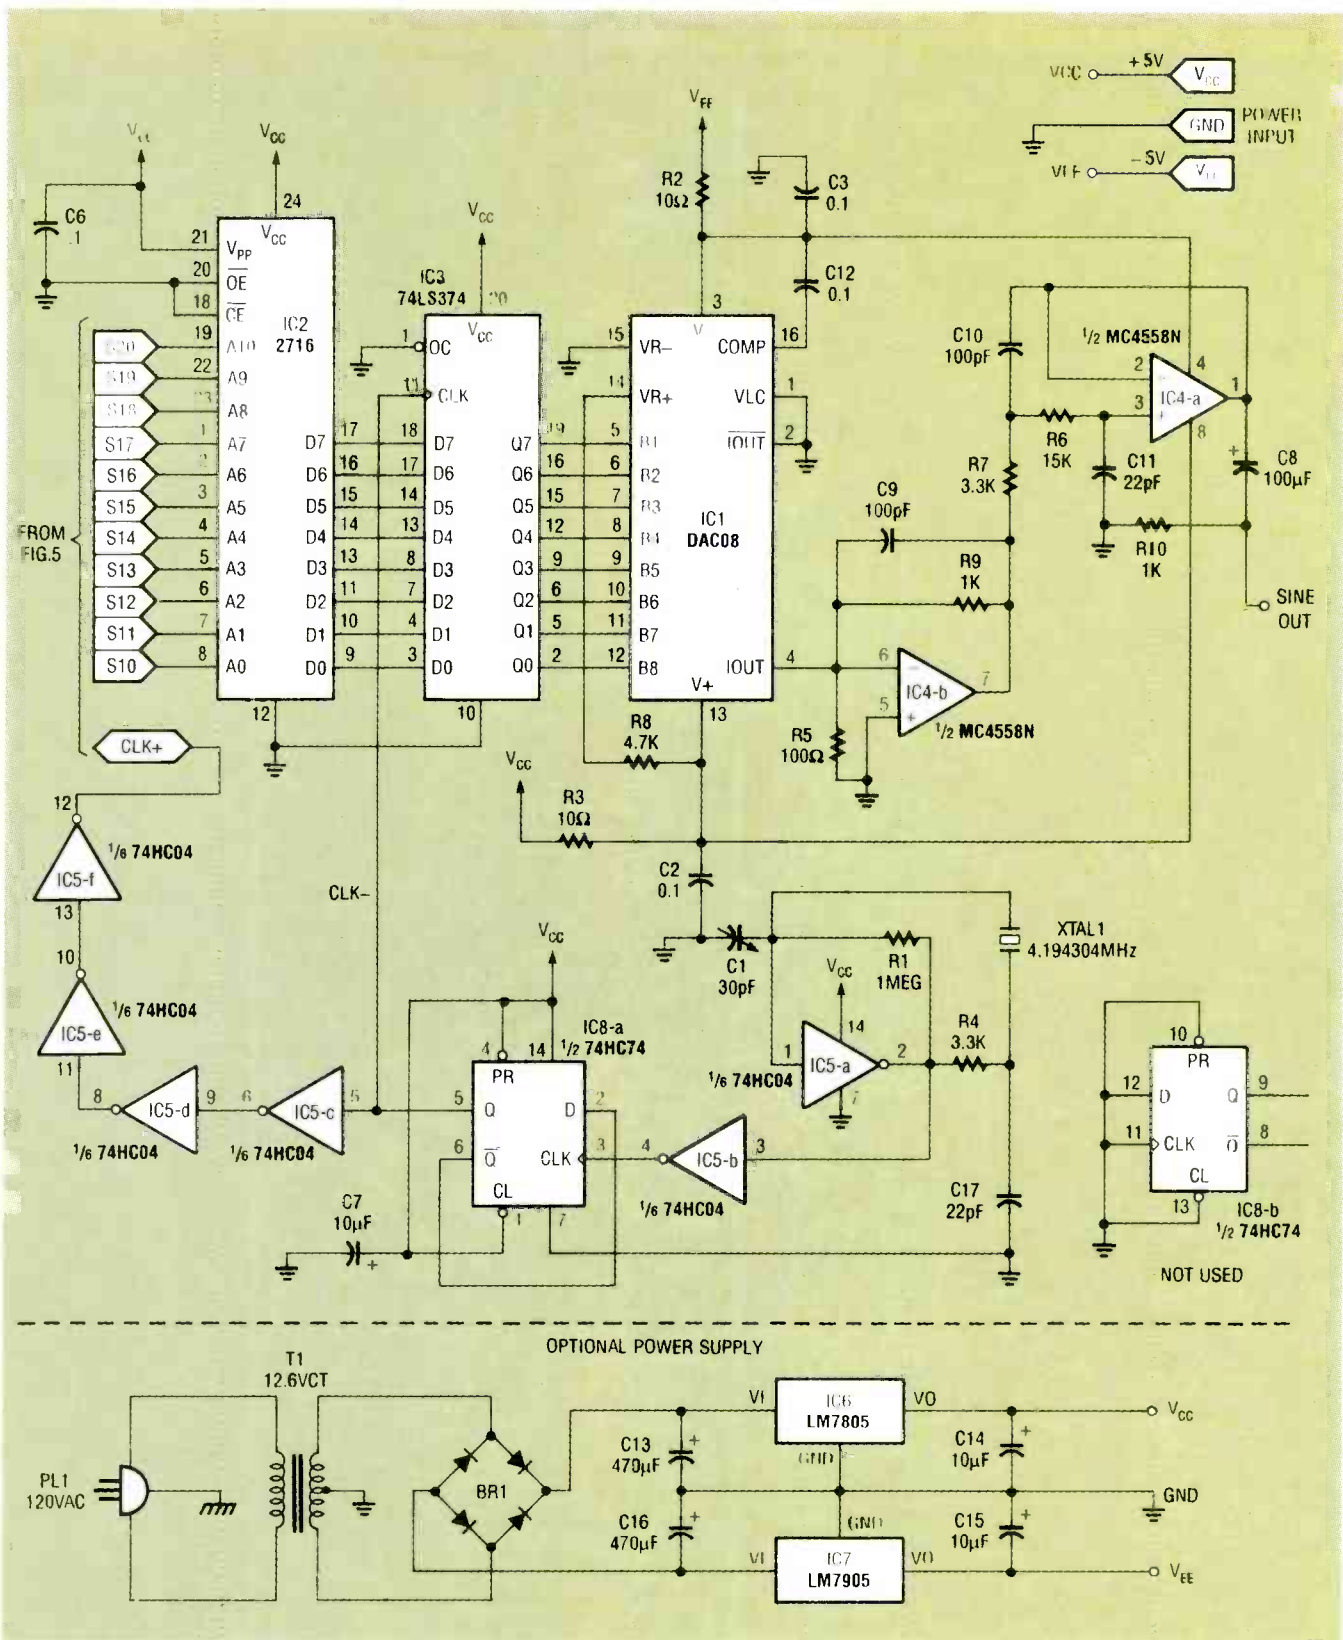 VCC
+5V
VCC
GND
POWER
INPUT
VEE
-5V
VCC
VCC
24
C6
.1
21
VPP
VCC
20
OE
18
CE
IC2
2716
19
A10
22
A9
A8
1
A7
2
A6
3
A5
4
A4
5
A3
6
A2
7
A1
8
A0
S20
S19
S18
S17
S16
S15
S14
S13
S12
S11
S10
FROM
FIG.5
D7
17
D6
16
D5
15
D4
14
D3
13
D2
11
D1
10
D0
9
12
VCC
IC3
74LS374
20
VCC
1
OC
11
CLK
18
D7
17
D6
14
D5
13
D4
8
D3
7
D2
4
D1
3
D0
Q7
19
Q6
16
Q5
15
Q4
12
Q3
9
Q2
6
Q1
5
Q0
2
10
VEE
R2
10Ω
C3
0.1
C12
0.1
3
15
VR-
14
VR+
COMP
16
VLC
1
IOUT
2
IC1
DAC08
5
B1
6
B2
7
B3
8
B4
9
B5
10
B6
11
B7
12
B8
IOUT
4
V+
13
R8
4.7K
VCC
R3
10Ω
C2
0.1
C10
100pF
1/2 MC4558N
2
4
IC4-a
1
3
+
8
R6
15K
C11
22pF
R7
3.3K
C8
100µF
+
R10
1K
SINE
OUT
C9
100pF
R9
1K
6
IC4-b
7
5
+
1/2 MC4558N
R5
100Ω
CLK+
12
1/6 74HC04
IC5-f
13
10
1/6 74HC04
IC5-e
11
8
IC5-d
9
1/6 74HC04
6
IC5-c
5
1/6 74HC04
CLK-
VCC
IC8-a
1/2 74HC74
4
14
PR
5
Q
D
2
6
Q
CLK
3
CL
1
7
C7
10µF
+
4
IC5-b
3
1/6 74HC04
C1
30pF
R1
1MEG
VCC
14
1
IC5-a
2
7
1/6 74HC04
R4
3.3K
XTAL1
4.194304MHz
C17
22pF
10
PR
12
D
Q
9
11
CLK
Q
8
CL
13
IC8-b
1/2 74HC74
NOT USED
OPTIONAL POWER SUPPLY
T1
12.6VCT
PL1
120VAC
BR1
C13
470µF
+
C16
470µF
+
VI
IC6
LM7805
VO
GND
GND
VI
IC7
LM7905
VO
C14
10µF
+
C15
10µF
+
VCC
GND
VEE